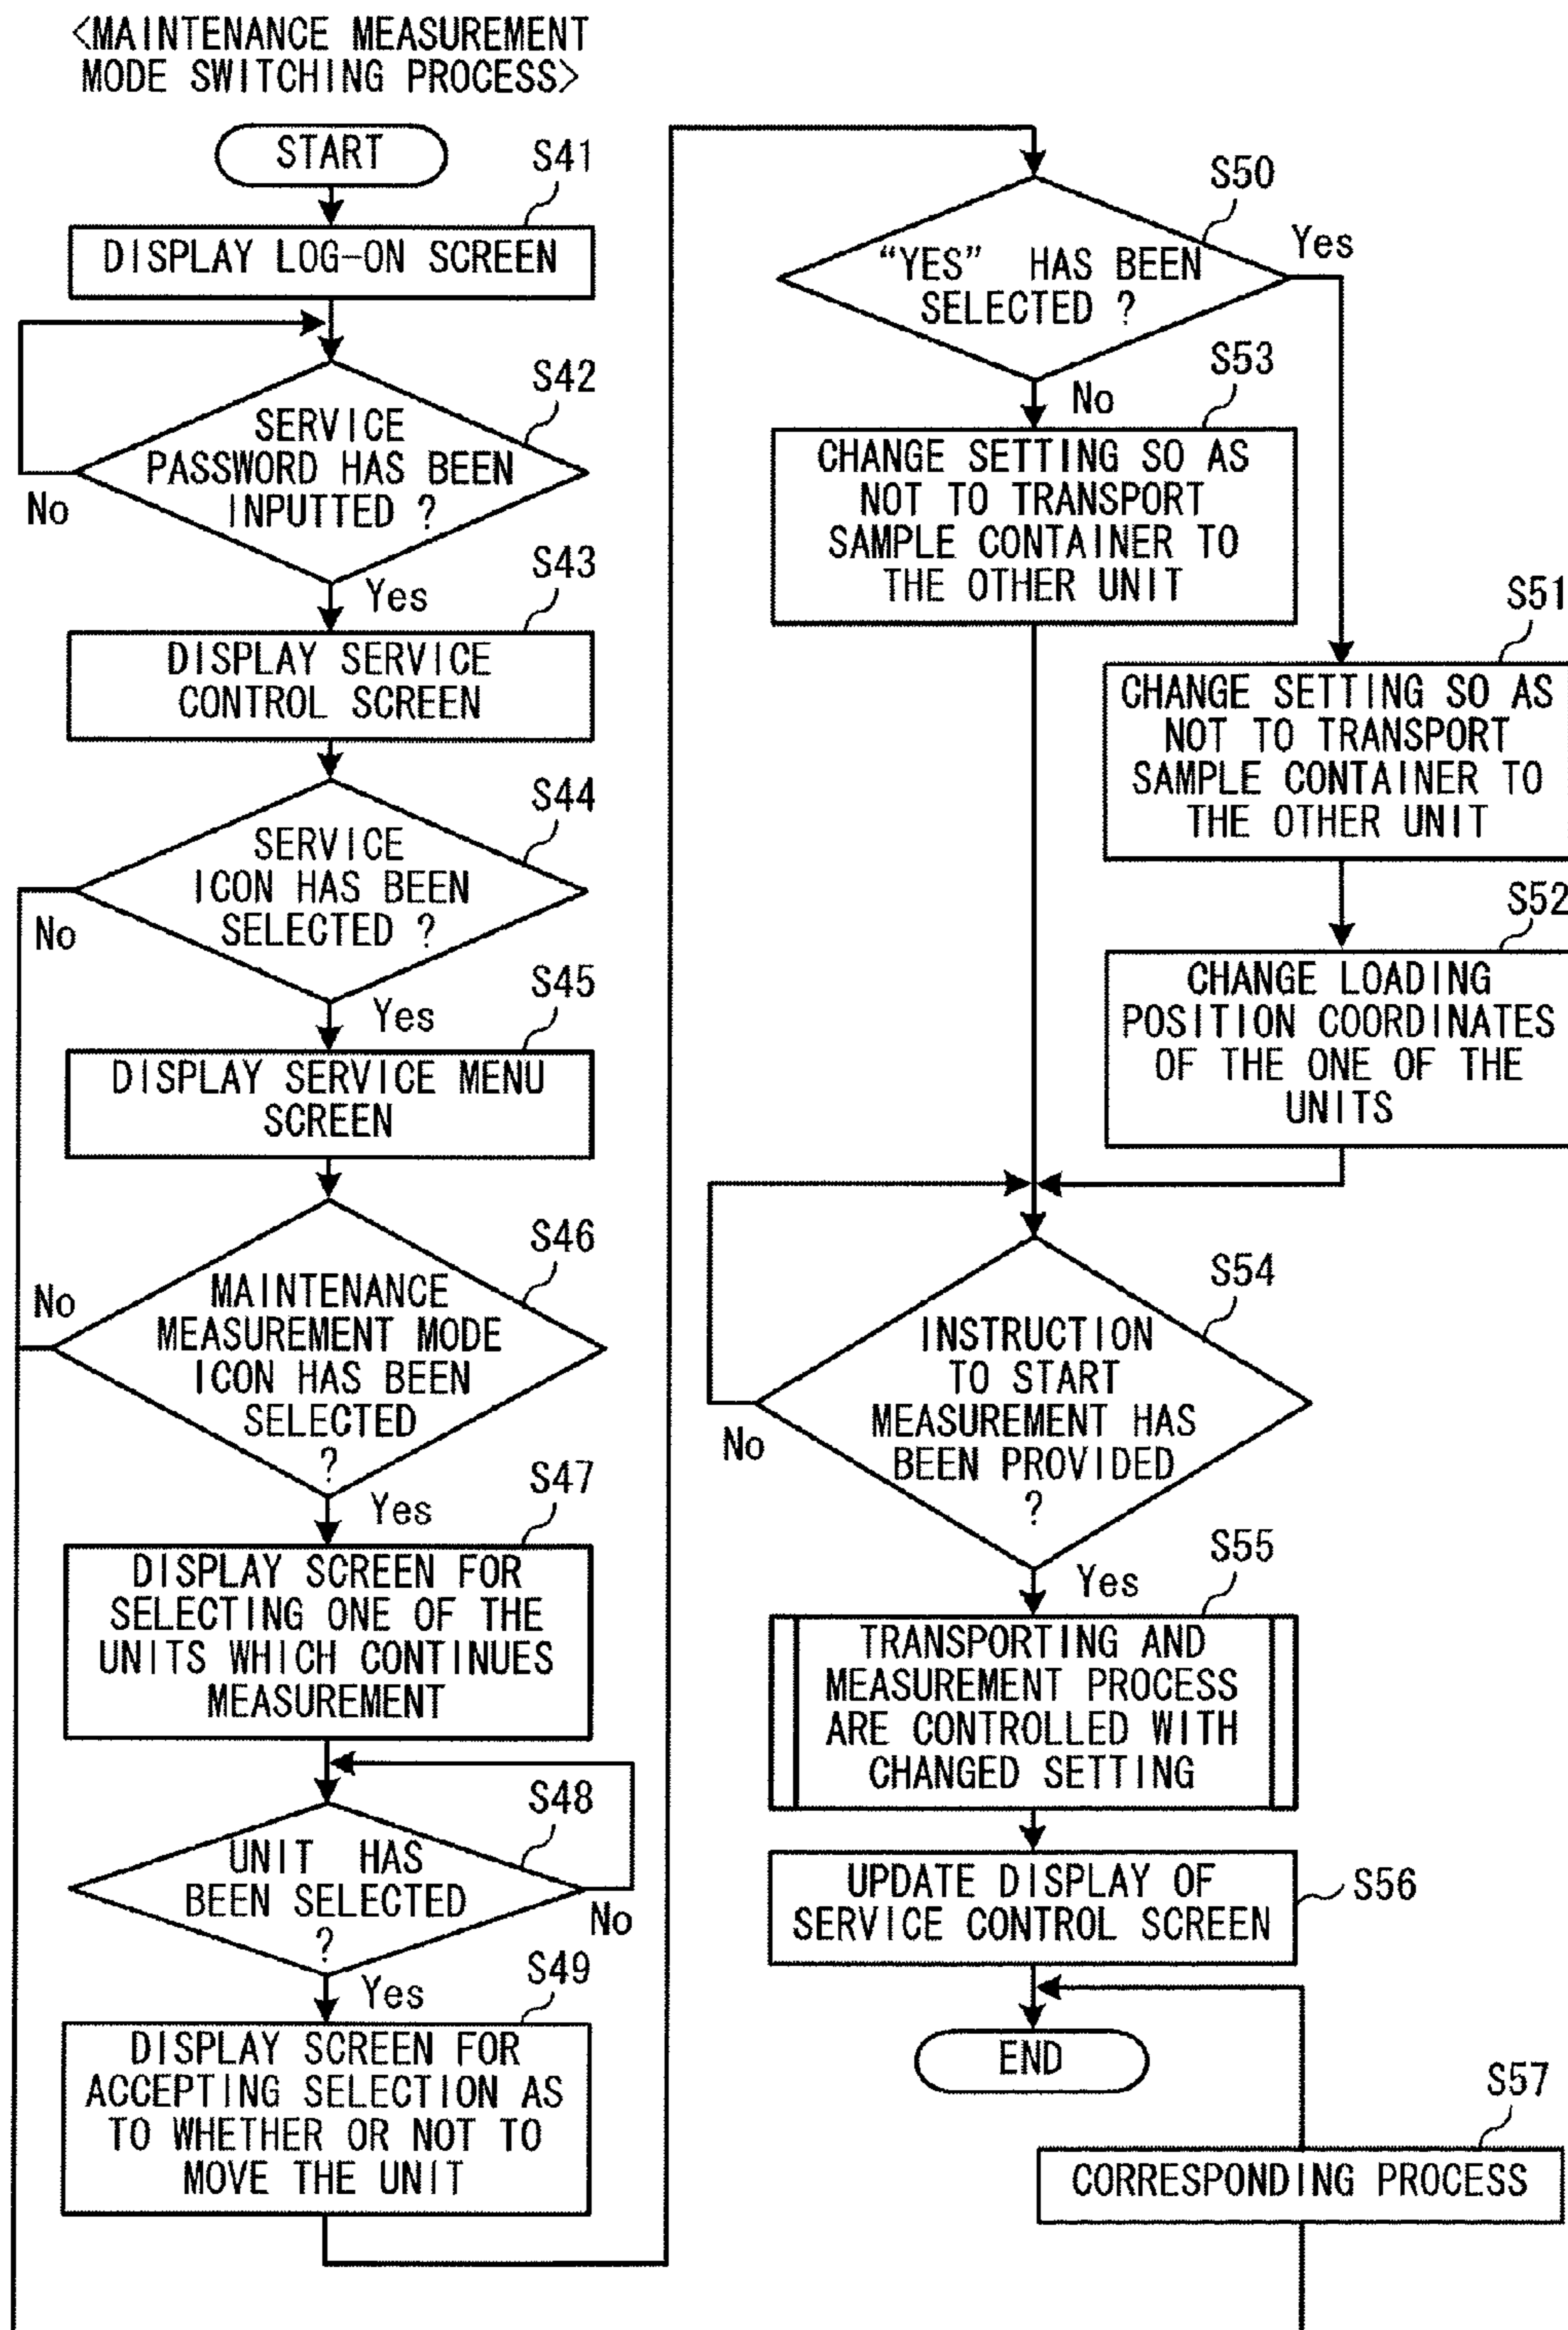 <MAINTENANCE MEASUREMENT
MODE SWITCHING PROCESS>
START
S41
DISPLAY LOG-ON SCREEN
S42
SERVICE
PASSWORD HAS BEEN
INPUTTED ?
No
Yes
S43
DISPLAY SERVICE
CONTROL SCREEN
S44
SERVICE
ICON HAS BEEN
SELECTED ?
No
Yes
S45
DISPLAY SERVICE MENU
SCREEN
S46
No
MAINTENANCE
MEASUREMENT MODE
ICON HAS BEEN
SELECTED
?
Yes
S47
DISPLAY SCREEN FOR
SELECTING ONE OF THE
UNITS WHICH CONTINUES
MEASUREMENT
S48
UNIT HAS
BEEN SELECTED
?
No
Yes
S49
DISPLAY SCREEN FOR
ACCEPTING SELECTION AS
TO WHETHER OR NOT TO
MOVE THE UNIT
S50
“YES” HAS BEEN
SELECTED ?
Yes
No
S53
CHANGE SETTING SO AS
NOT TO TRANSPORT
SAMPLE CONTAINER TO
THE OTHER UNIT
S51
CHANGE SETTING SO AS
NOT TO TRANSPORT
SAMPLE CONTAINER TO
THE OTHER UNIT
S52
CHANGE LOADING
POSITION COORDINATES
OF THE ONE OF THE
UNITS
S54
INSTRUCTION
TO START
MEASUREMENT HAS
BEEN PROVIDED
?
No
Yes
S55
TRANSPORTING AND
MEASUREMENT PROCESS
ARE CONTROLLED WITH
CHANGED SETTING
UPDATE DISPLAY OF
SERVICE CONTROL SCREEN
S56
END
S57
CORRESPONDING PROCESS